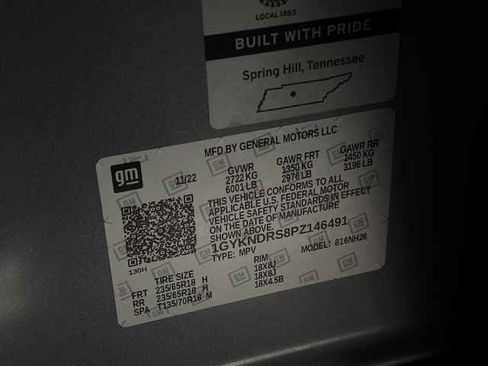 LOCAL 1853
BUILT WITH PRIDE
Spring Hill, Tennessee
gm
MFD BY GENERAL MOTORS LLC
11/22
GVWR GAWR FRT GAWR RR
2722 KG 1350 KG 1450 KG
6001 LB 2976 LB 3196 LB
THIS VEHICLE CONFORMS TO ALL
APPLICABLE U.S. FEDERAL MOTOR
VEHICLE SAFETY STANDARDS IN EFFECT
ON THE DATE OF MANUFACTURE
SHOWN ABOVE.
1GYKNDRS8PZ146491
TYPE: MPV MODEL: 616NH26
130H
TIRE SIZE RIM
FRT 235/65R18 H 18X8J
RR 235/65R18 H 18X8J
SPA T135/70R18 M 18X4.5B